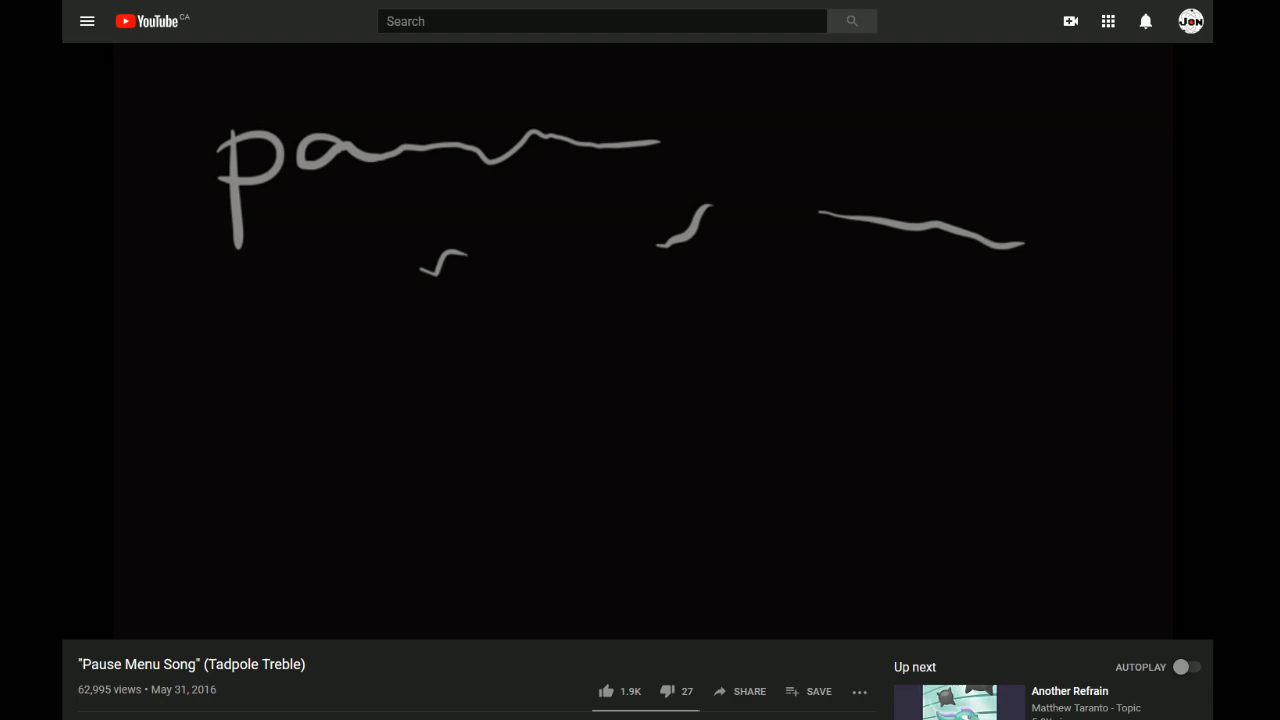 YouTube CA
Search
JON
"Pause Menu Song" (Tadpole Treble)
62,995 views • May 31, 2016
1.9K 27 SHARE SAVE
Up next
AUTOPLAY
Another Refrain
Matthew Taranto - Topic